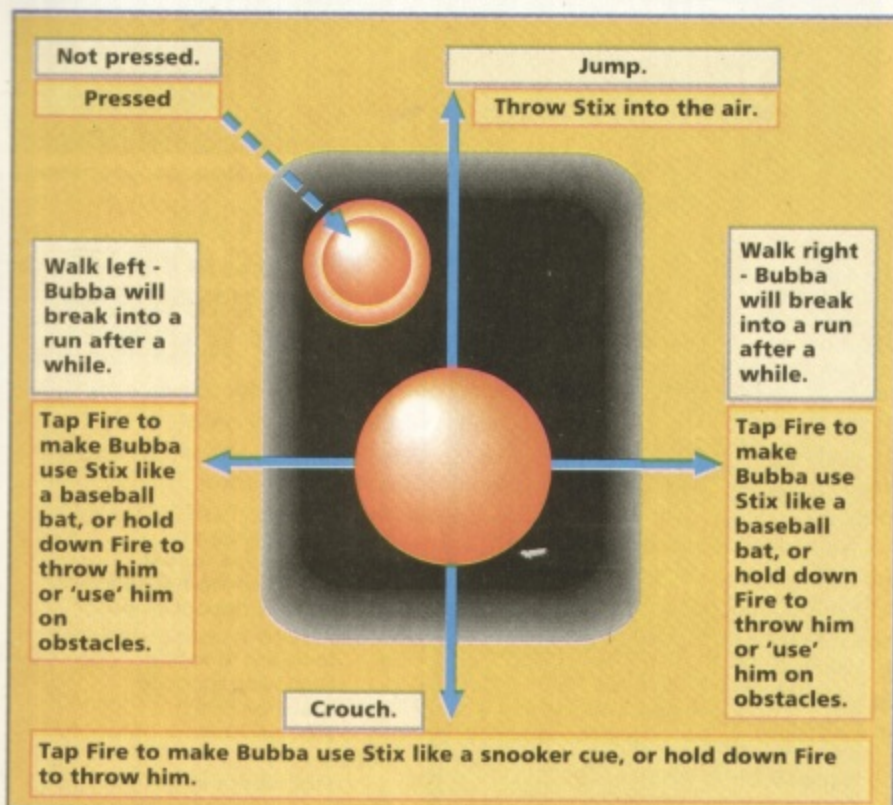 Not pressed.
Pressed
Jump.
Throw Stix into the air.
Walk left -
Bubba will
break into a
run after a
while.
Tap Fire to
make Bubba
use Stix like
a baseball
bat, or hold
down Fire to
throw him
or ‘use’ him
on
obstacles.
Walk right
- Bubba
will break
into a run
after a
while.
Tap Fire to
make
Bubba use
Stix like a
baseball
bat, or
hold down
Fire to
throw him
or ‘use’
him on
obstacles.
Crouch.
Tap Fire to make Bubba use Stix like a snooker cue, or hold down Fire
to throw him.